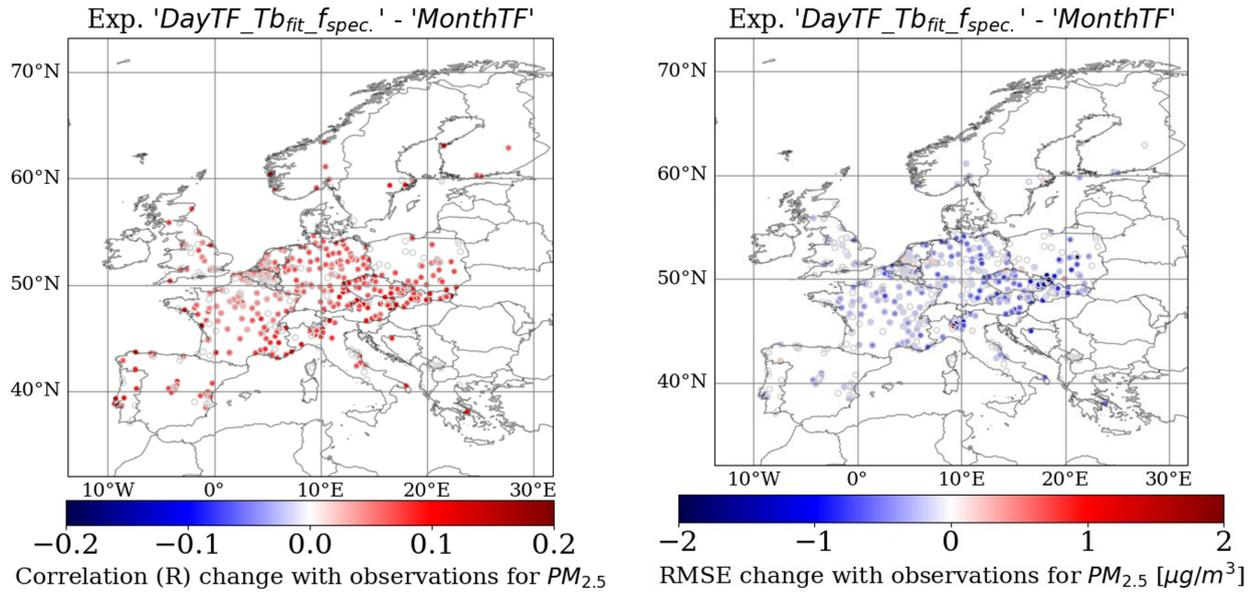 Exp. 'DayTF_Tb_fit_f_spec.' - 'MonthTF'
70°N
60°N
50°N
40°N
10°W 0° 10°E 20°E 30°E
−0.2 −0.1 0.0 0.1 0.2
Correlation (R) change with observations for PM2.5
Exp. 'DayTF_Tb_fit_f_spec.' - 'MonthTF'
70°N
60°N
50°N
40°N
10°W 0° 10°E 20°E 30°E
−2 −1 0 1 2
RMSE change with observations for PM2.5 [μg/m³]